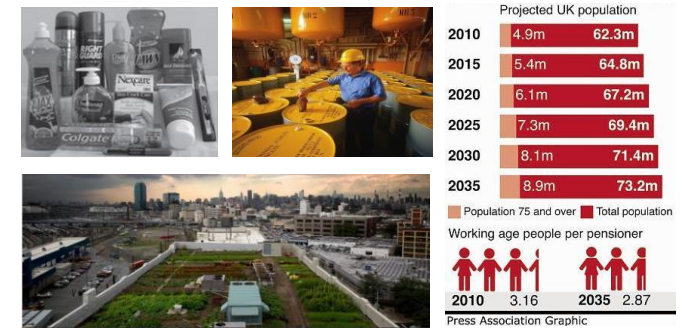 RIGHT
GUARD
DAWN
Nexcare
Colgate
Projected UK population
2010 4.9m 62.3m
2015 5.4m 64.8m
2020 6.1m 67.2m
2025 7.3m 69.4m
2030 8.1m 71.4m
2035 8.9m 73.2m
Population 75 and over Total population
Working age people per pensioner
2010 3.16 2035 2.87
Press Association Graphic